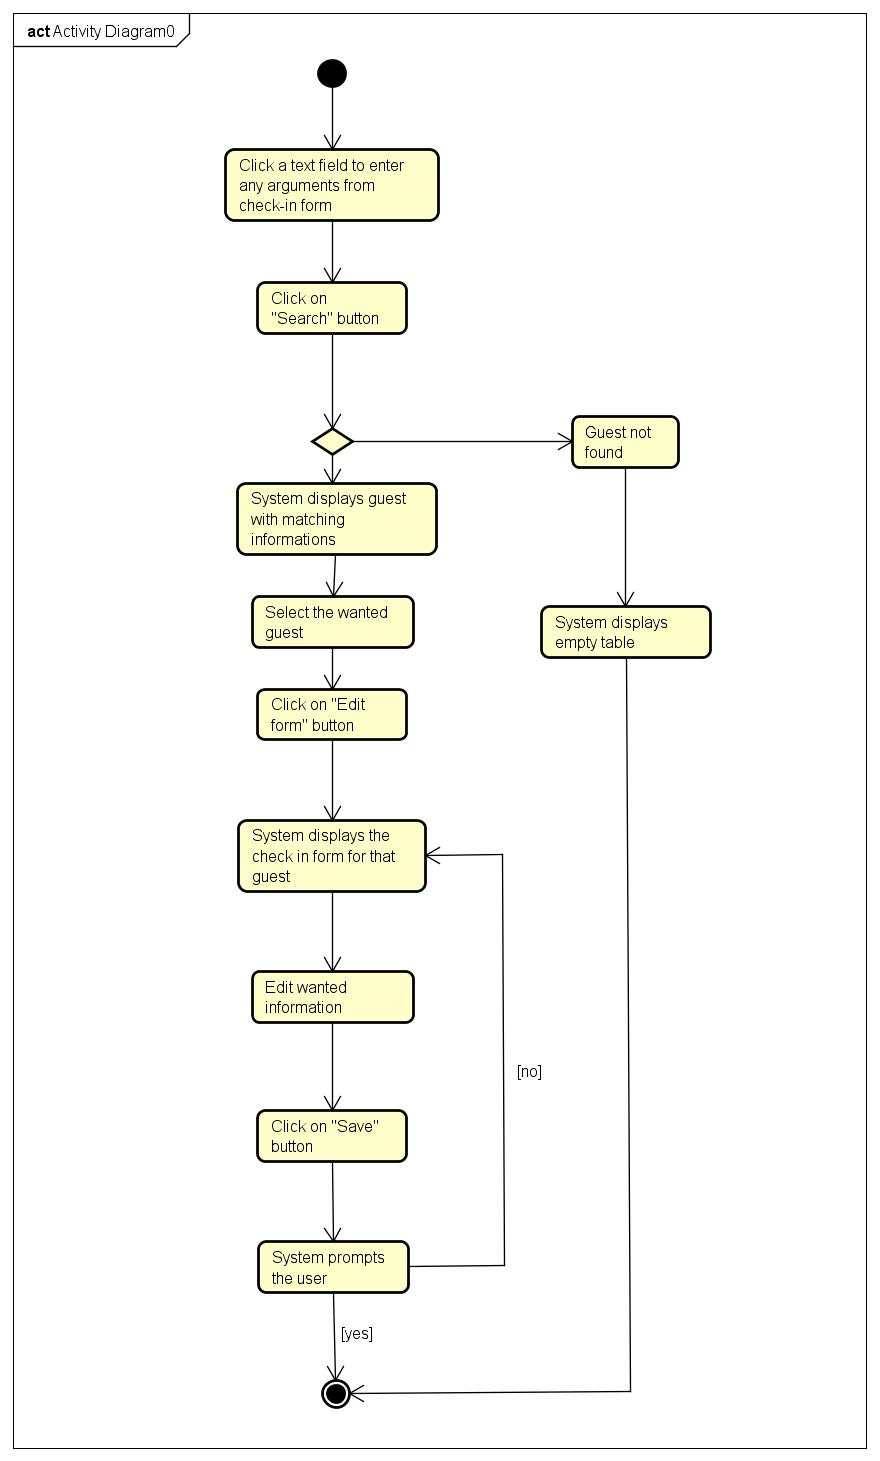 act Activity Diagram0
Click a text field to enter
any arguments from
check-in form
Click on
"Search" button
Guest not
found
System displays guest
with matching
informations
Select the wanted
guest
System displays
empty table
Click on "Edit
form" button
System displays the
check in form for that
guest
Edit wanted
information
[no]
Click on "Save"
button
System prompts
the user
[yes]